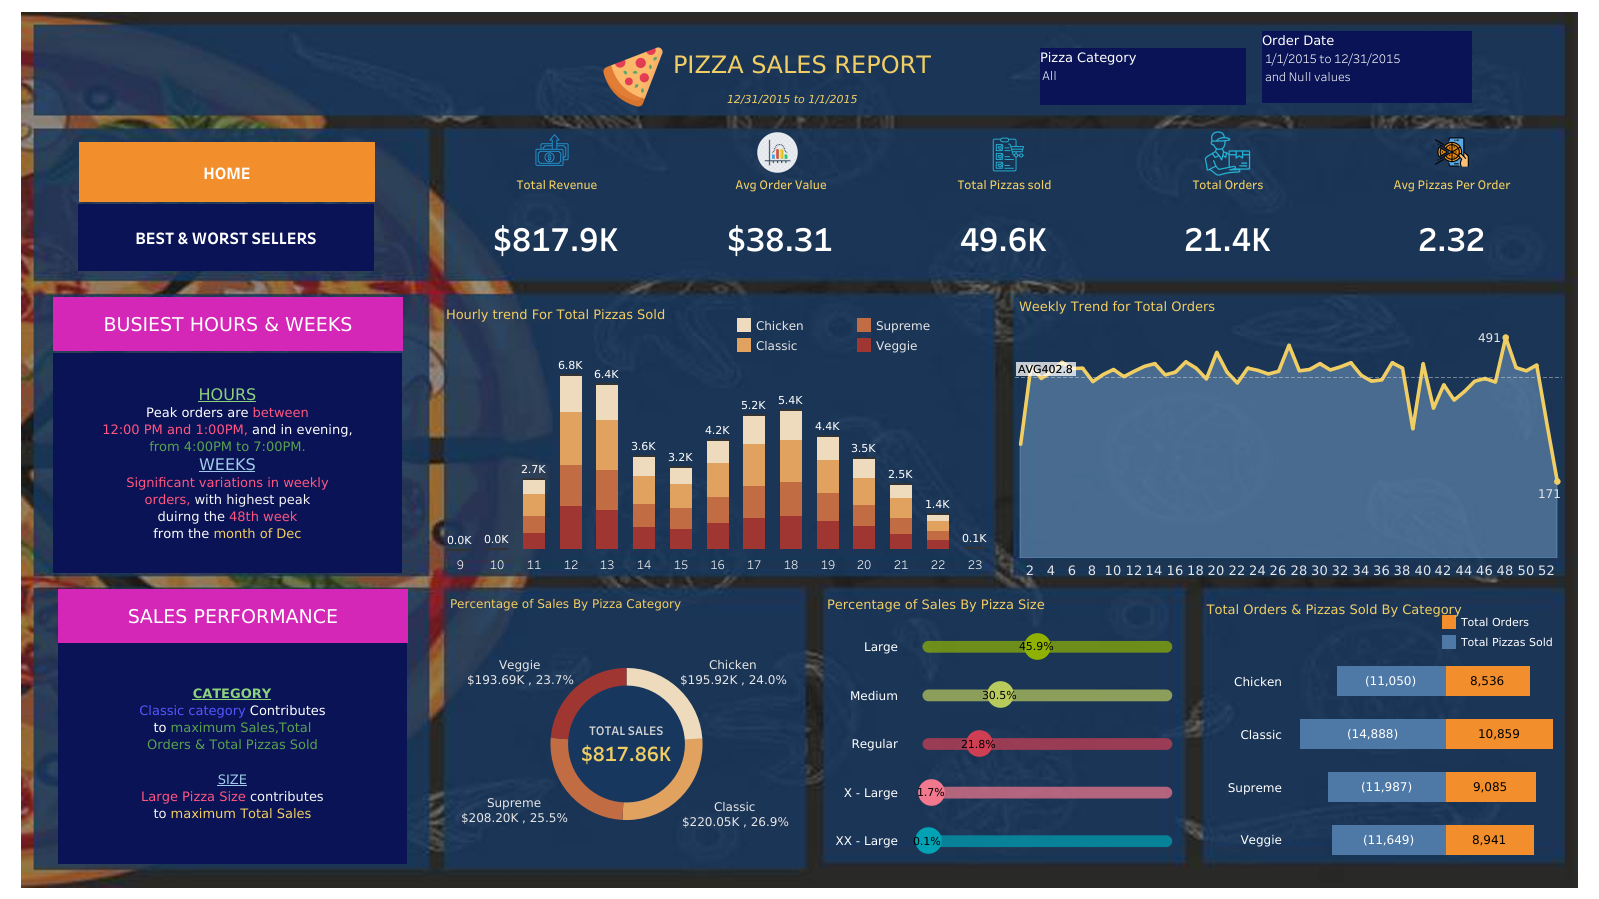 PIZZA SALES REPORT
12/31/2015 to 1/1/2015
Pizza Category
All
Order Date
1/1/2015 to 12/31/2015
and Null values
HOME
BEST & WORST SELLERS
Total Revenue
Avg Order Value
Total Pizzas sold
Total Orders
Avg Pizzas Per Order
$817.9K
$38.31
49.6K
21.4K
2.32
BUSIEST HOURS & WEEKS
HOURS
Peak orders are between
12:00 PM and 1:00PM, and in evening,
from 4:00PM to 7:00PM.
WEEKS
Significant variations in weekly
orders, with highest peak
duirng the 48th week
from the month of Dec
Hourly trend For Total Pizzas Sold
Chicken
Supreme
Classic
Veggie
0.0K
0.0K
2.7K
6.8K
6.4K
3.6K
3.2K
4.2K
5.2K
5.4K
4.4K
3.5K
2.5K
1.4K
0.1K
9 10 11 12 13 14 15 16 17 18 19 20 21 22 23
Weekly Trend for Total Orders
AVG402.8
491
171
2 4 6 8 10 12 14 16 18 20 22 24 26 28 30 32 34 36 38 40 42 44 46 48 50 52
SALES PERFORMANCE
CATEGORY
Classic category Contributes
to maximum Sales,Total
Orders & Total Pizzas Sold
SIZE
Large Pizza Size contributes
to maximum Total Sales
Percentage of Sales By Pizza Category
Veggie
$193.69K , 23.7%
Chicken
$195.92K , 24.0%
TOTAL SALES
$817.86K
Supreme
$208.20K , 25.5%
Classic
$220.05K , 26.9%
Percentage of Sales By Pizza Size
Large 45.9%
Medium 30.5%
Regular 21.8%
X - Large 1.7%
XX - Large 0.1%
Total Orders & Pizzas Sold By Category
Total Orders
Total Pizzas Sold
Chicken (11,050) 8,536
Classic (14,888) 10,859
Supreme (11,987) 9,085
Veggie (11,649) 8,941